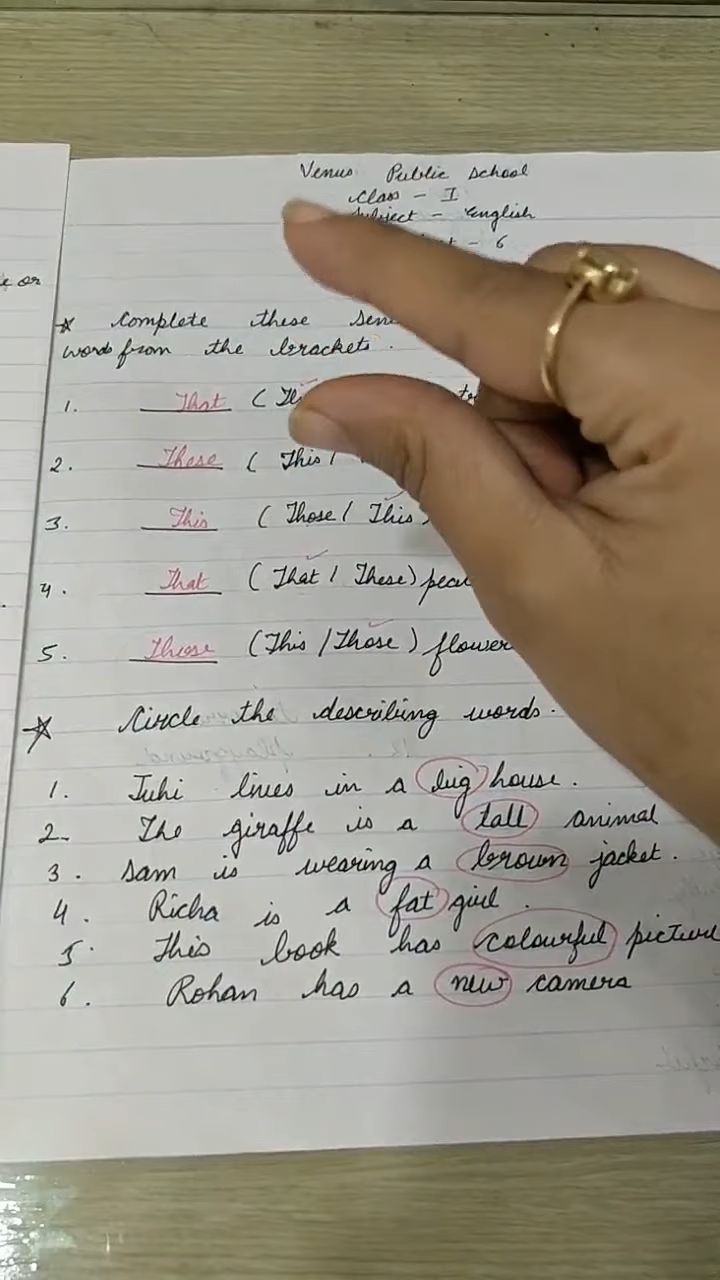 Venus Public School
Class - I
Subject - English
- 6
e or
* Complete these
words from the brackets.
1. That (
2. These ( This /
3. This ( Those / This
4. That ( That / These )
5. Those ( This / Those ) flower
* Circle the describing words.
1. Juhi lives in a big house.
2. The giraffe is a tall animal
3. Sam is wearing a brown jacket.
4. Richa is a fat girl.
5. This book has colourful picture
6. Rohan has a new camera